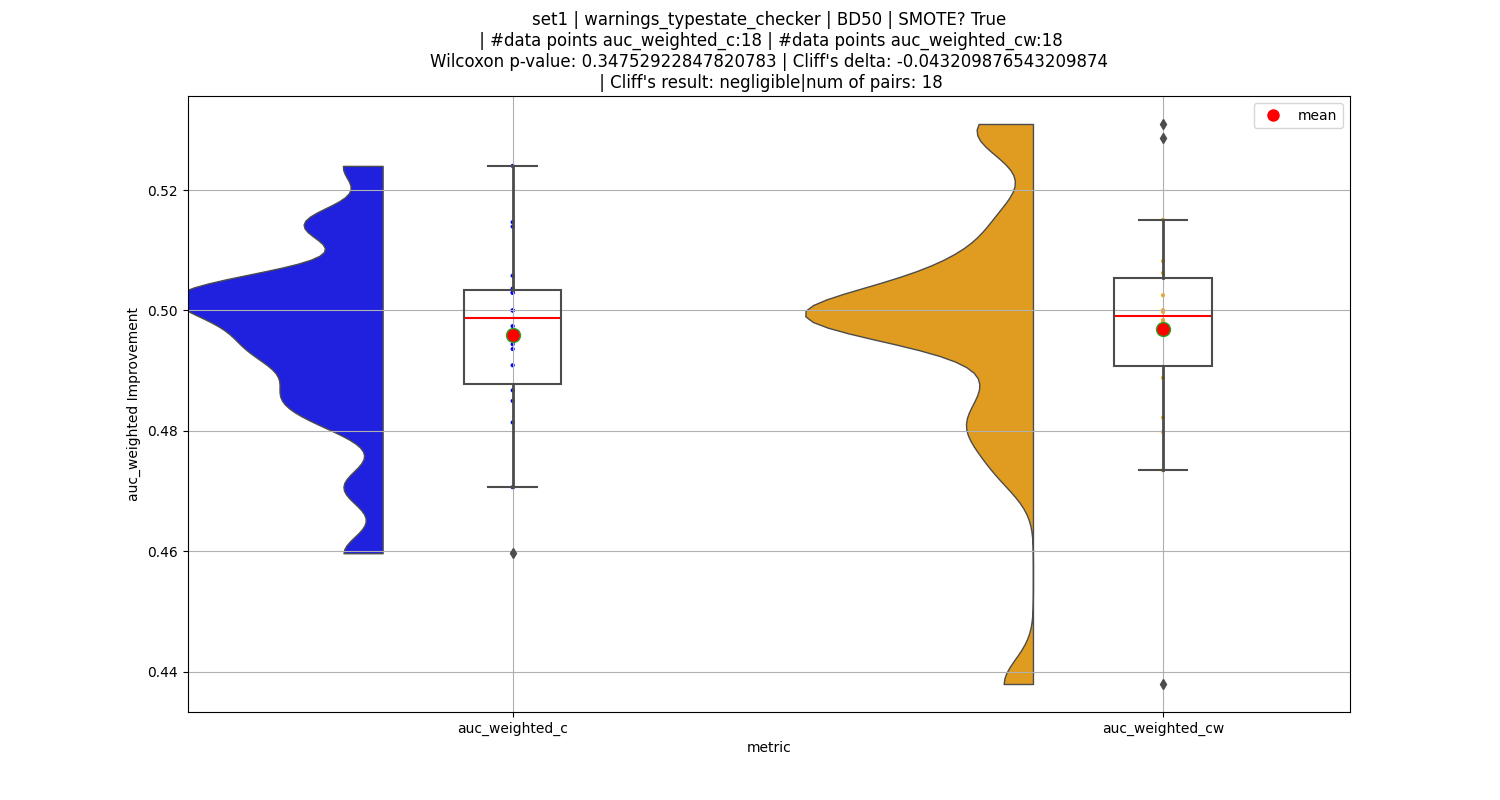 set1 | warnings_typestate_checker | BD50 | SMOTE? True
| #data points auc_weighted_c:18 | #data points auc_weighted_cw:18
Wilcoxon p-value: 0.34752922847820783 | Cliff's delta: -0.043209876543209874
| Cliff's result: negligible|num of pairs: 18
mean
0.52
0.50
0.48
0.46
0.44
auc_weighted Improvement
auc_weighted_c
auc_weighted_cw
metric